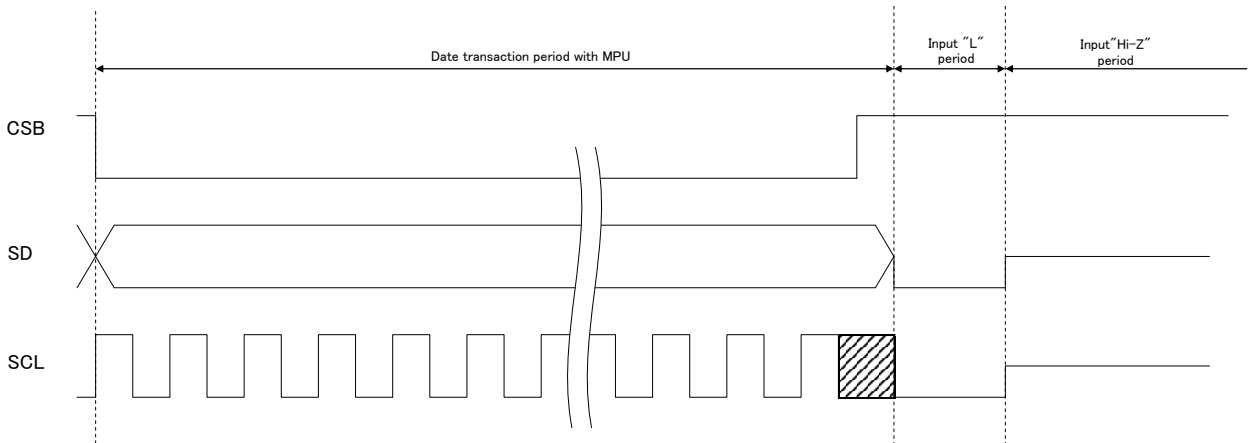 Date transaction period with MPU
Input "L"
period
Input"Hi-Z"
period
CSB
SD
SCL